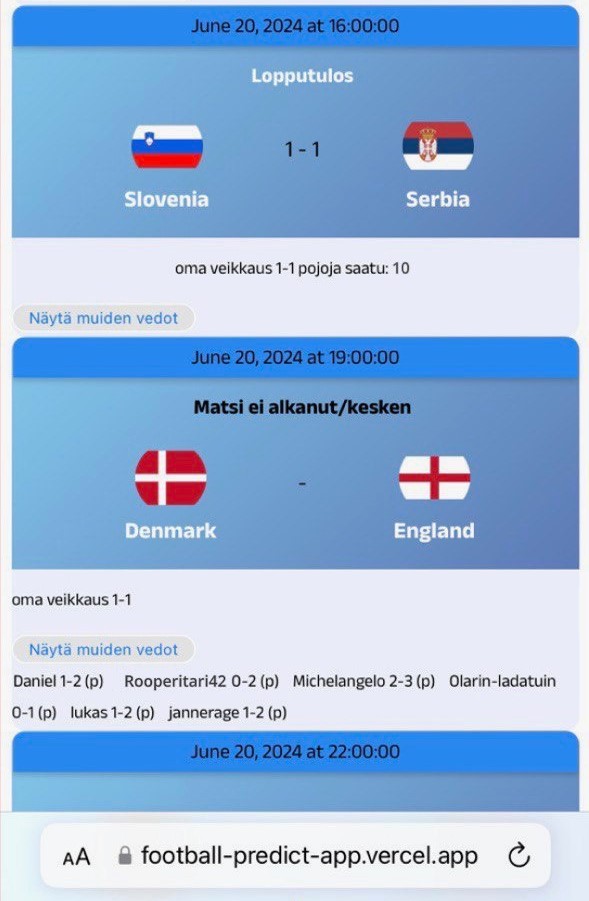 June 20, 2024 at 16:00:00
Lopputulos
1 - 1
Slovenia
Serbia
oma veikkaus 1-1 pojoja saatu: 10
Näytä muiden vedot
June 20, 2024 at 19:00:00
Matsi ei alkanut/kesken
-
Denmark
England
oma veikkaus 1-1
Näytä muiden vedot
Daniel 1-2 (p) Rooperitari42 0-2 (p) Michelangelo 2-3 (p) Olarin-ladatuin
0-1 (p) lukas 1-2 (p) jannerage 1-2 (p)
June 20, 2024 at 22:00:00
AA football-predict-app.vercel.app